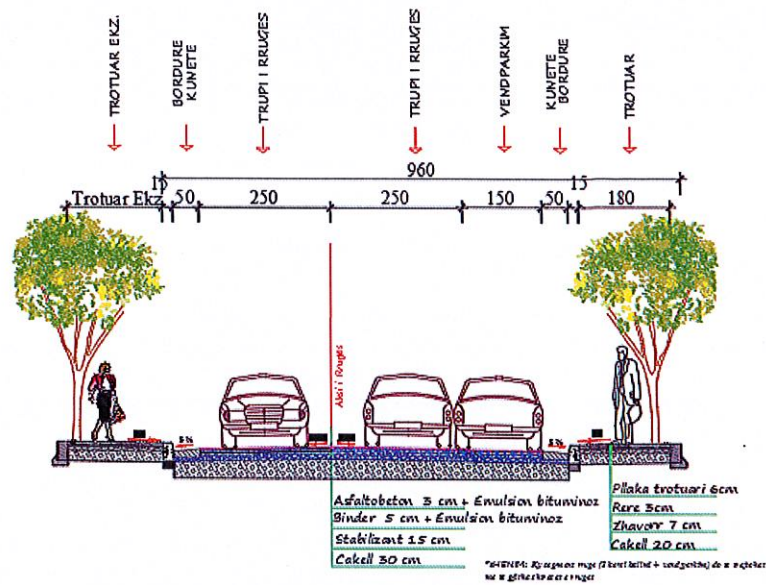 TROTUAR EKZ.
BORDURE
KUNETE
TRUPI I RRUGES
TRUPI I RRUGES
VENDPARKIM
KUNETE
BORDURE
TROTUAR
960
15
15
Trotuar Ekz
50
250
250
150
50
180
Aksi i Rruges
5%
5%
Asfaltobeton 3 cm + Emulsion bituminoz
Binder 5 cm + Emulsion bituminoz
Stabilizant 15 cm
Cakell 30 cm
Pllaka trotuari 6cm
Rere 3cm
Zhavorr 7 cm
Cakell 20 cm